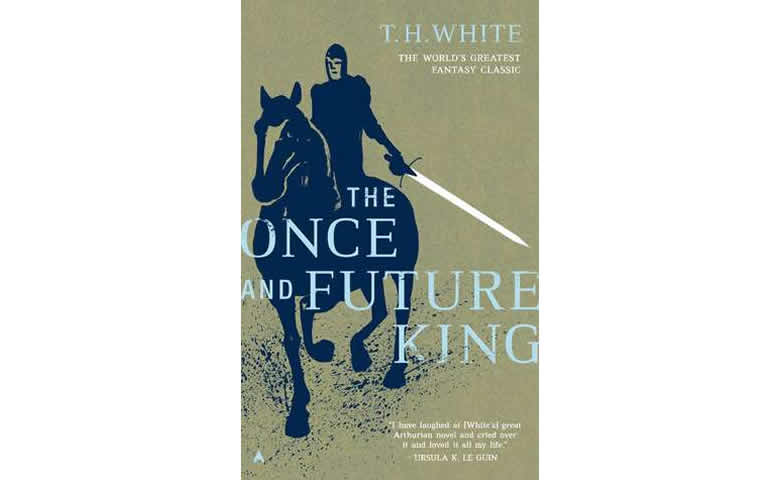 T.H.WHITE
THE WORLD'S GREATEST
FANTASY CLASSIC
THE
ONCE
AND FUTURE
KING
"I have laughed at [White's] great
Arthurian novel and cried over
it and loved it all my life."
- URSULA K. LE GUIN